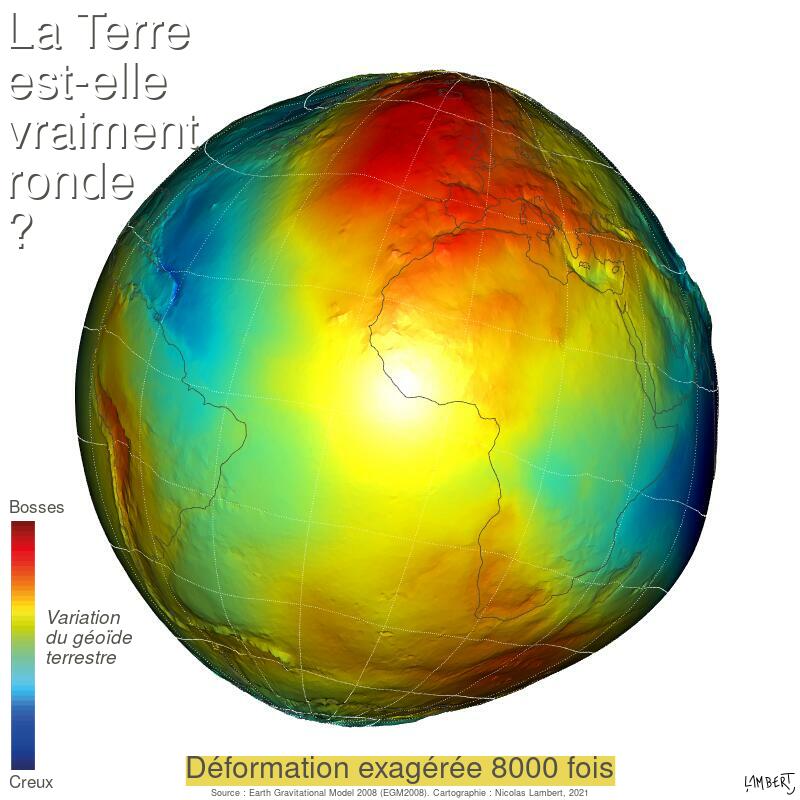 La Terre
est-elle
vraiment
ronde
?
Bosses
Variation
du géoïde
terrestre
Creux
Déformation exagérée 8000 fois
Source : Earth Gravitational Model 2008 (EGM2008). Cartographie : Nicolas Lambert, 2021
LAMBERT